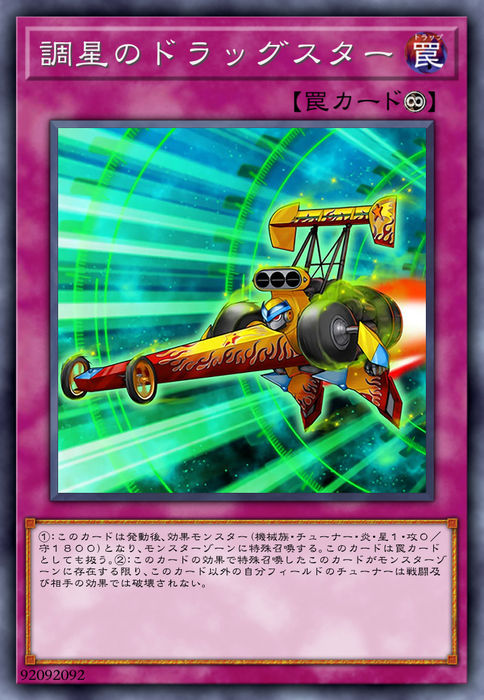 調星のドラッグスター 罠
トラップ
【罠カード】
①:このカードは発動後、効果モンスター(機械族・チューナー・炎・星1・攻0/
守1800)となり、モンスターゾーンに特殊召喚する。このカードは罠カード
としても扱う。②:このカードの効果で特殊召喚したこのカードがモンスターゾ
ーンに存在する限り、このカード以外の自分フィールドのチューナーは戦闘及
び相手の効果では破壊されない。
92092092